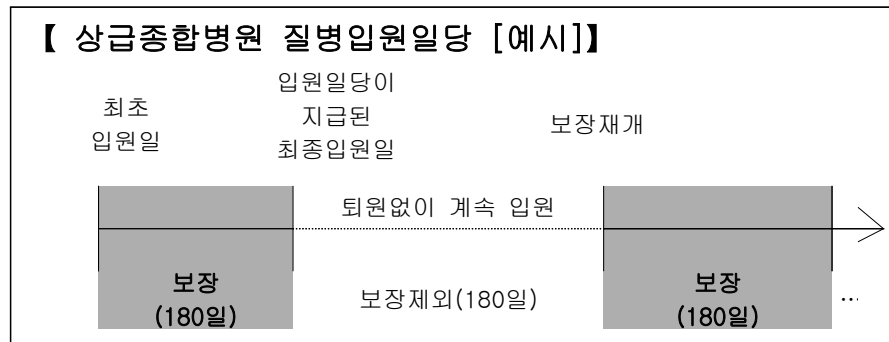 【 상급종합병원 질병입원일당 [예시]】
최초
입원일
입원일당이
지급된
최종입원일
보장재개
퇴원없이 계속 입원
보장
(180일)
보장제외(180일)
보장
(180일)
…